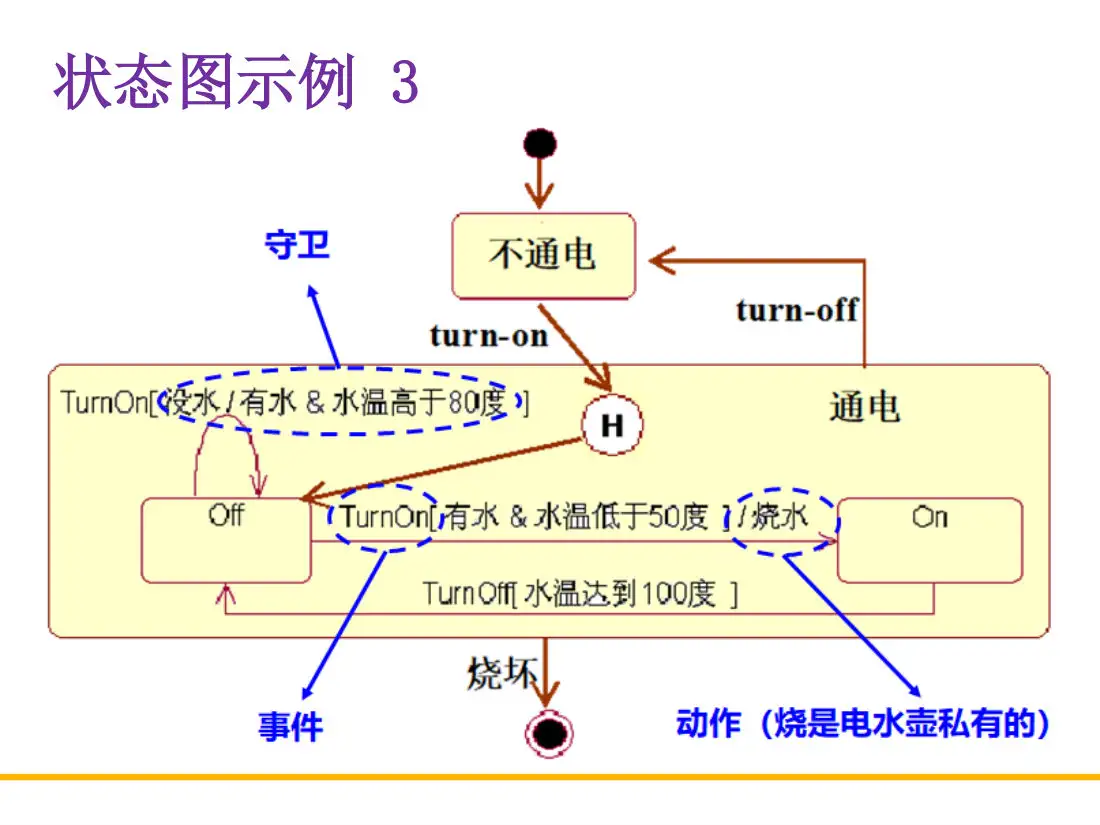 状态图示例 3
守卫
不通电
turn-on
turn-off
TurnOn[ 没水 / 有水 & 水温高于80度 ]
通电
H
Off
TurnOn[ 有水 & 水温低于50度 ] / 烧水
On
TurnOff[ 水温达到100度 ]
烧坏
事件
动作（烧是电水壶私有的）